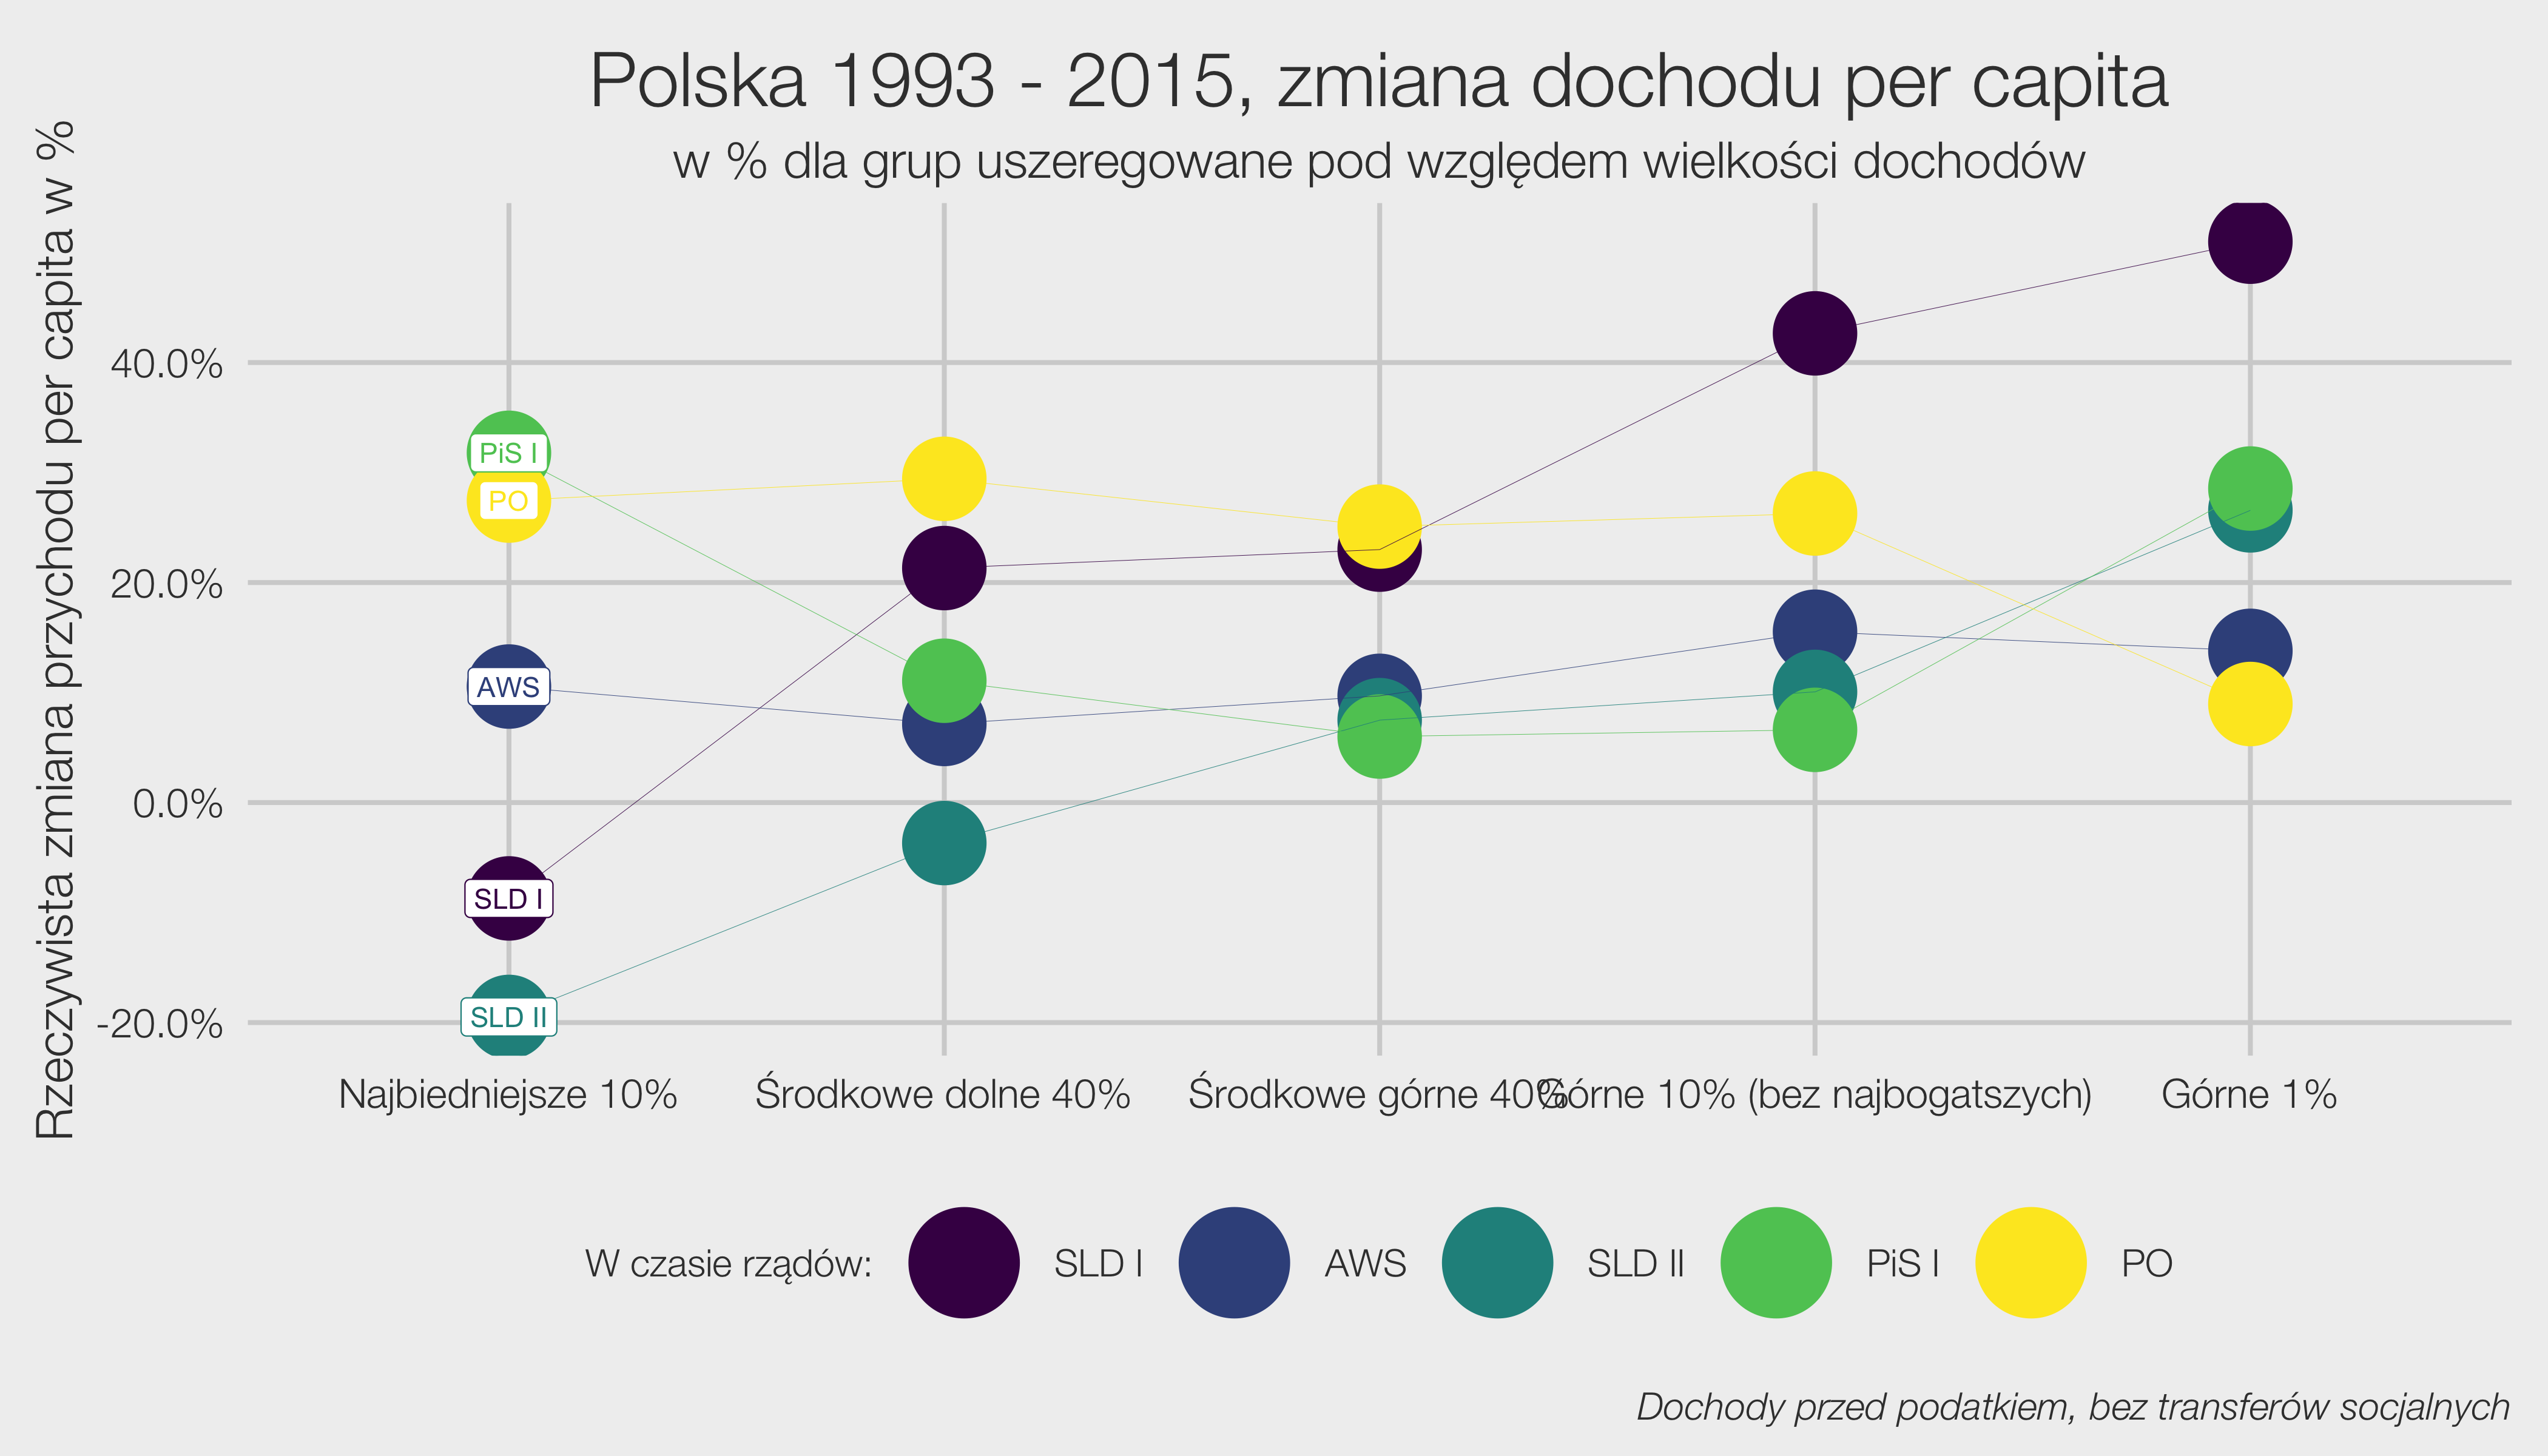 Polska 1993 - 2015, zmiana dochodu per capita
w % dla grup uszeregowane pod względem wielkości dochodów
Rzeczywista zmiana przychodu per capita w %
40.0%
20.0%
0.0%
-20.0%
PiS I
PO
AWS
SLD I
SLD II
Najbiedniejsze 10%
Środkowe dolne 40%
Środkowe górne 40%
Górne 10% (bez najbogatszych)
Górne 1%
W czasie rządów:
SLD I
AWS
SLD II
PiS I
PO
Dochody przed podatkiem, bez transferów socjalnych